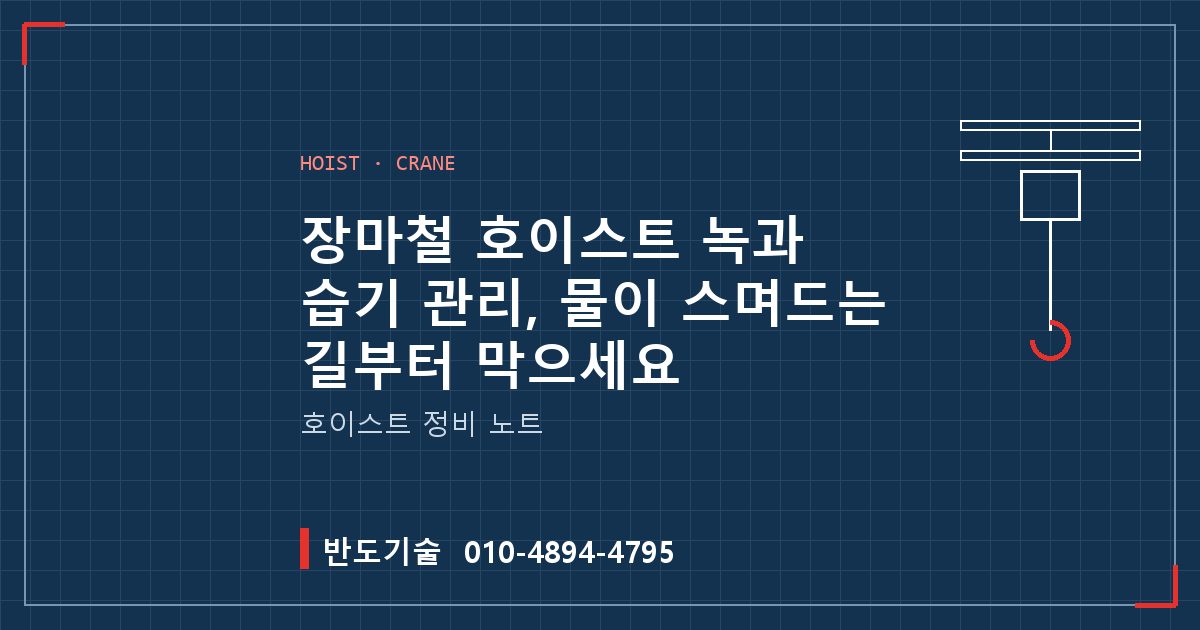 HOIST · CRANE
장마철 호이스트 녹과
습기 관리, 물이 스며드는
길부터 막으세요
호이스트 정비 노트
반도기술 010-4894-4795